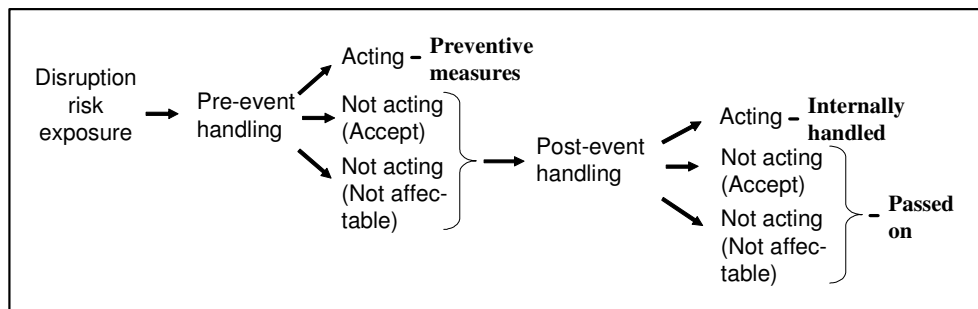 Disruption
risk
exposure
Pre-event
handling
Acting – Preventive
measures
Not acting
(Accept)
Not acting
(Not affec-
table)
Post-event
handling
Acting – Internally
handled
Not acting
(Accept)
Not acting
(Not affec-
table)
– Passed
on